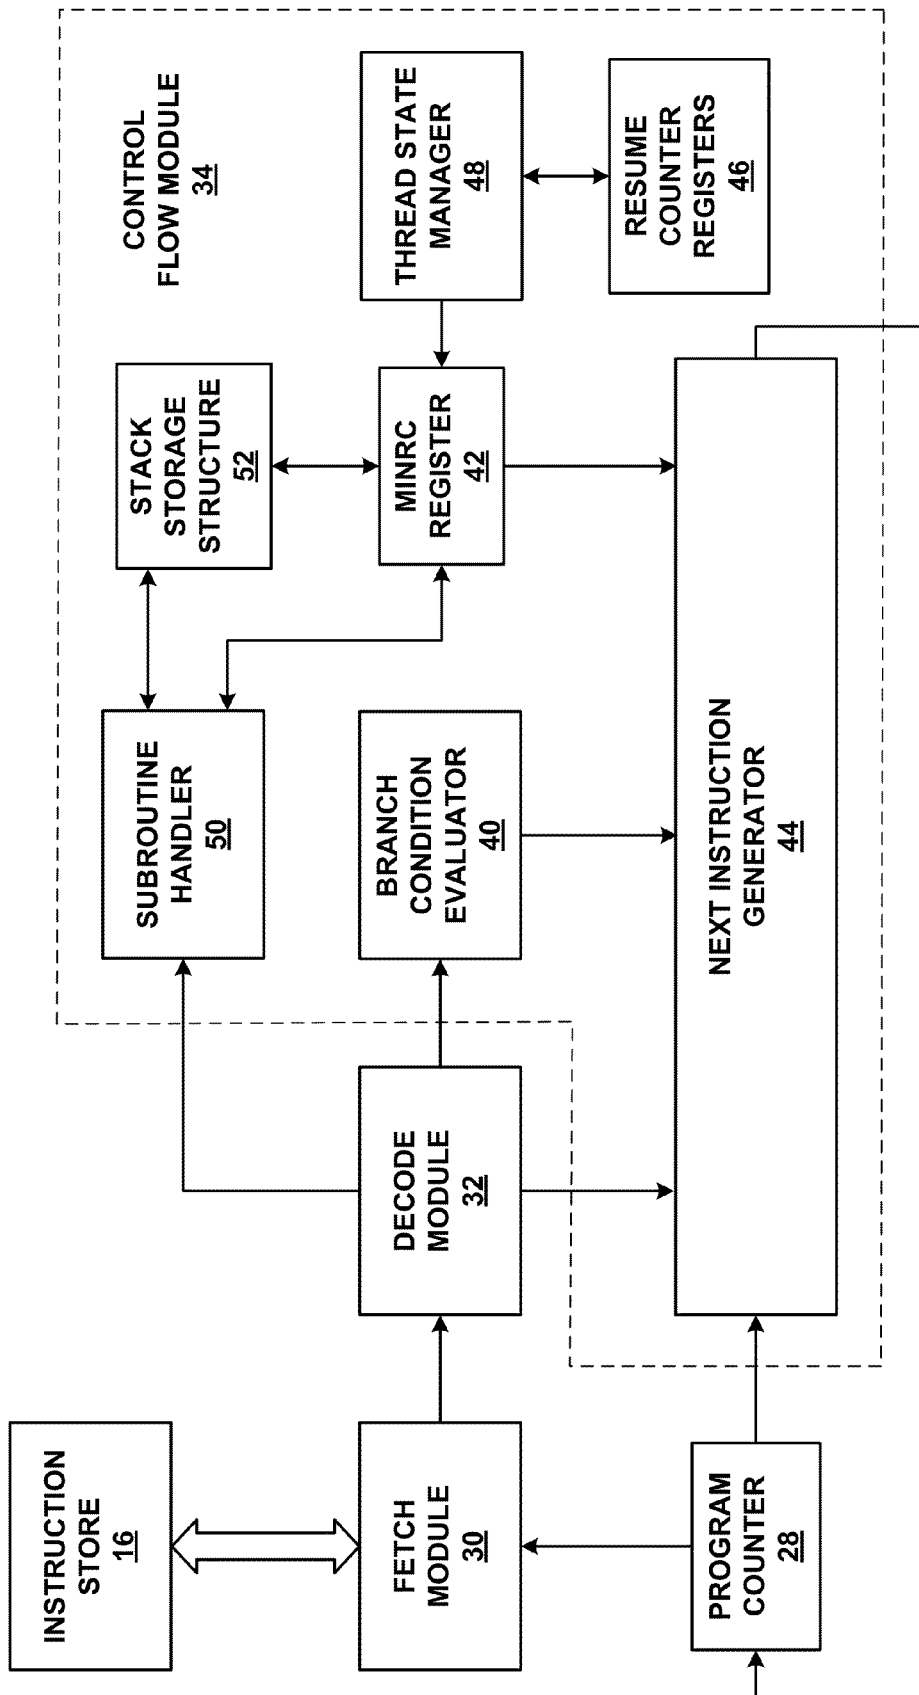 CONTROL
FLOW MODULE
34
STACK
STORAGE
STRUCTURE
52
SUBROUTINE
HANDLER
50
INSTRUCTION
STORE
16
THREAD STATE
MANAGER
48
MINRC
REGISTER
42
BRANCH
CONDITION
EVALUATOR
40
DECODE
MODULE
32
FETCH
MODULE
30
RESUME
COUNTER
REGISTERS
46
NEXT INSTRUCTION
GENERATOR
44
PROGRAM
COUNTER
28